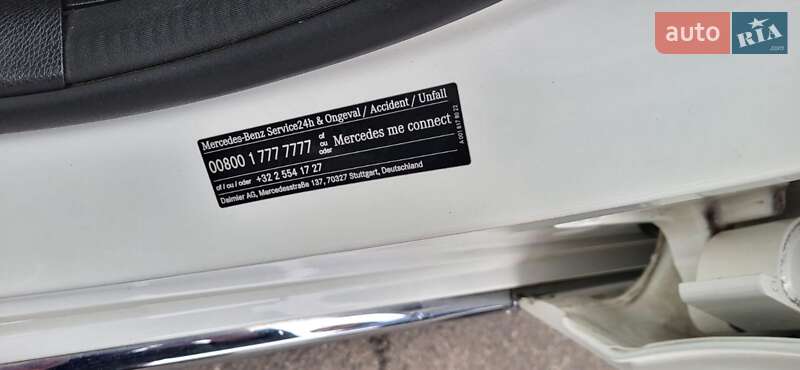 auto RIA.com
Mercedes-Benz Service24h & Ongeval / Accident / Unfall
00800 1 777 7777 of ou oder Mercedes me connect
of / ou / oder +32 2 554 17 27
Daimler AG, Mercedesstraße 137, 70327 Stuttgart, Deutschland